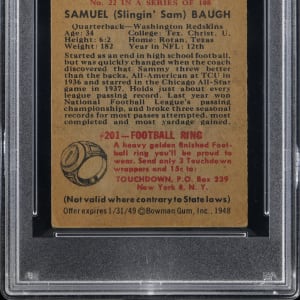 No. 22 IN A SERIES OF 108
SAMUEL (Slingin' Sam) BAUGH
Quarterback—Washington Redskins
Age: 34 College: Tex. Christ. U.
Height: 6:2 Home: Rotan, Texas
Weight: 182 Year in NFL: 12th
Started as an end in high school football,
but was quickly changed when the coach
discovered that Sammy threw better than
the backs. All-American at TCU in
1936 and starred in the Chicago All-Star
game in 1937. Holds just about every
league passing record. Last year won
National Football League's passing
championship, and broke three seasonal
records for most passes attempted, most
completed and most yardage gained.
#203—FOOTBALL RING
A heavy golden finished Foot-
ball ring you'll be proud to
wear. Send only 3 Touchdown
wrappers and 15¢ to:
TOUCHDOWN, P.O. Box 239
New York 8, N. Y.
(Not valid where contrary to State laws)
Offer expires 1/31/49 ©Bowman Gum, Inc., 1948